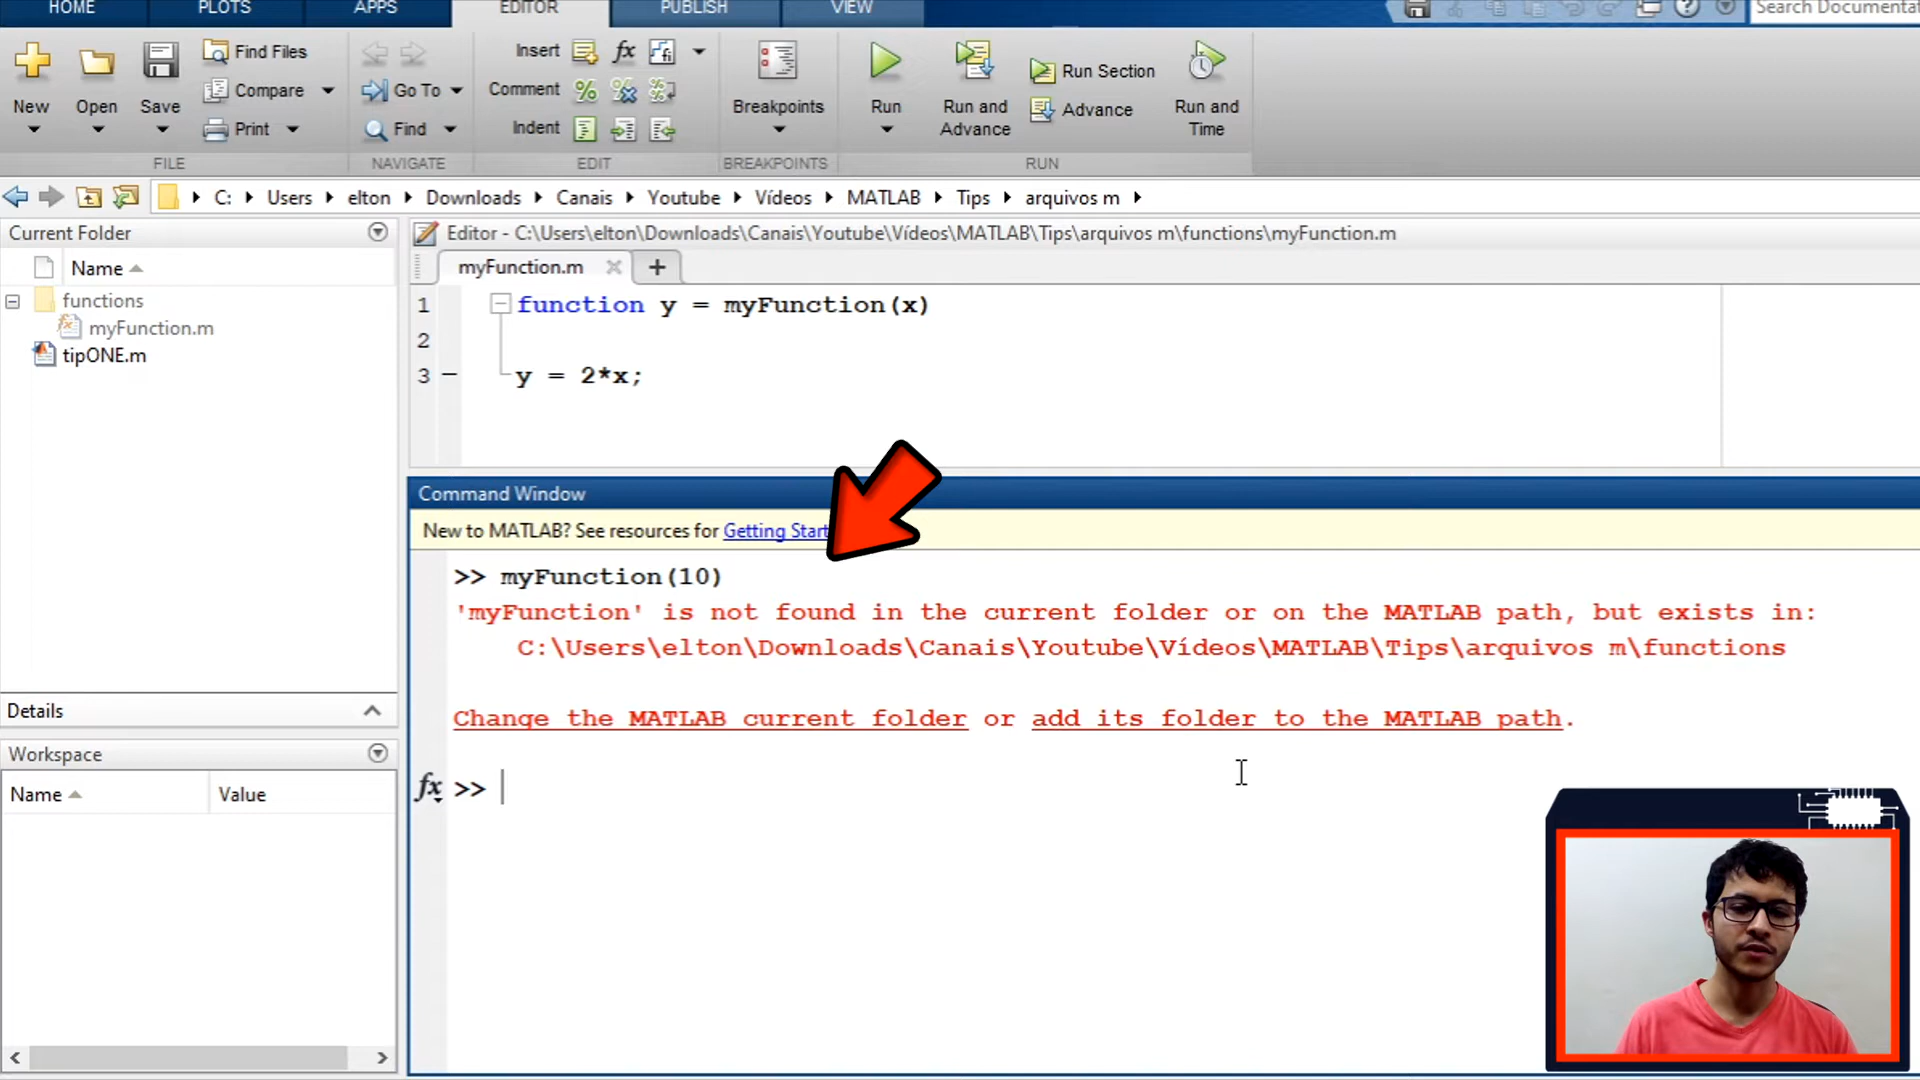 HOME PLOTS APPS EDITOR PUBLISH VIEW
Search Documentat
New
Open
Save
Find Files
Compare
Print
FILE
Go To
Find
NAVIGATE
Insert fx
Comment
Indent
EDIT
Breakpoints
BREAKPOINTS
Run
Run and
Advance
Run Section
Advance
Run and
Time
RUN
C: Users elton Downloads Canais Youtube Vídeos MATLAB Tips arquivos m
Current Folder
Name
functions
myFunction.m
tipONE.m
Details
Workspace
Name Value
Editor - C:\Users\elton\Downloads\Canais\Youtube\Vídeos\MATLAB\Tips\arquivos m\functions\myFunction.m
myFunction.m +
1 function y = myFunction(x)
2
3 y = 2*x;
Command Window
New to MATLAB? See resources for Getting Start
>> myFunction(10)
'myFunction' is not found in the current folder or on the MATLAB path, but exists in:
C:\Users\elton\Downloads\Canais\Youtube\Vídeos\MATLAB\Tips\arquivos m\functions
Change the MATLAB current folder or add its folder to the MATLAB path.
fx >>